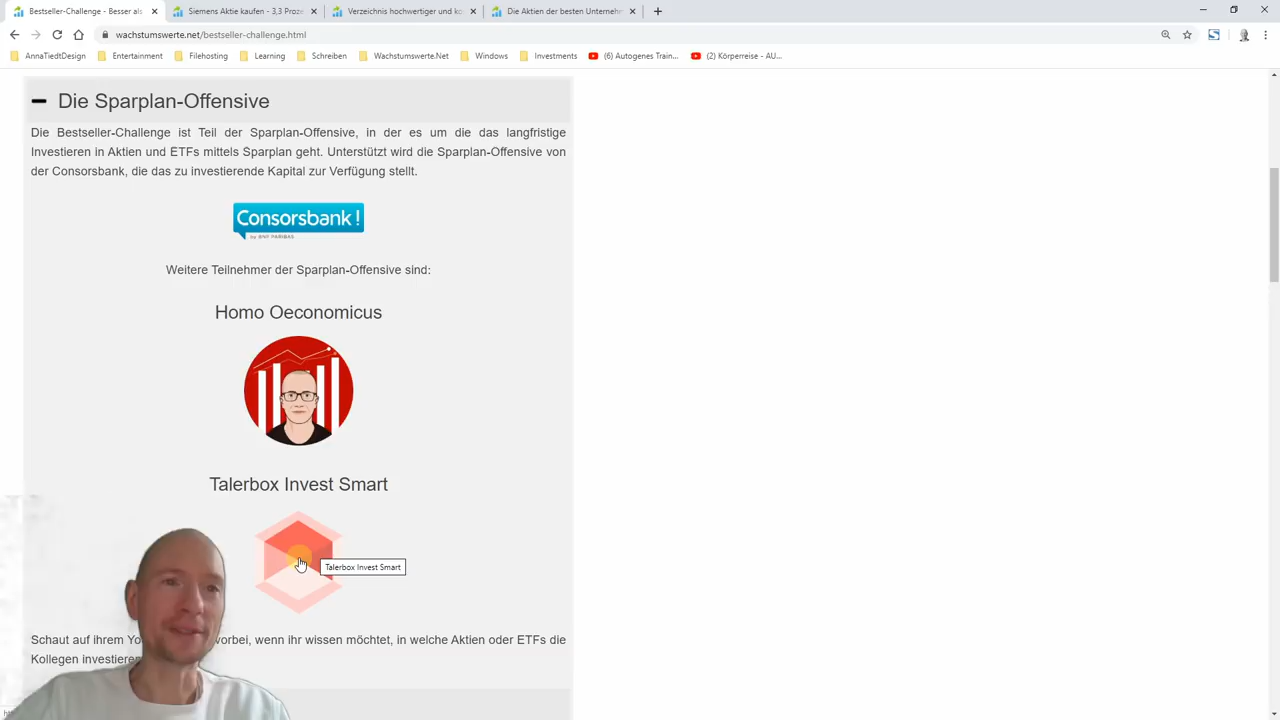 Bestseller-Challenge - Besser als
Siemens Aktie kaufen - 3,3 Proze
Verzeichnis hochwertiger und ko
Die Aktien der besten Unternehm
wachstumswerte.net/bestseller-challenge.html
AnnaTiedtDesign
Entertainment
Filehosting
Learning
Schreiben
Wachstumswerte.Net
Windows
Investments
(6) Autogenes Train...
(2) Körperreise - AU...
Die Sparplan-Offensive
Die Bestseller-Challenge ist Teil der Sparplan-Offensive, in der es um die das langfristige
Investieren in Aktien und ETFs mittels Sparplan geht. Unterstützt wird die Sparplan-Offensive von
der Consorsbank, die das zu investierende Kapital zur Verfügung stellt.
Consorsbank!
by BNP PARIBAS
Weitere Teilnehmer der Sparplan-Offensive sind:
Homo Oeconomicus
Talerbox Invest Smart
Talerbox Invest Smart
Schaut auf ihrem Yo vorbei, wenn ihr wissen möchtet, in welche Aktien oder ETFs die
Kollegen investieren